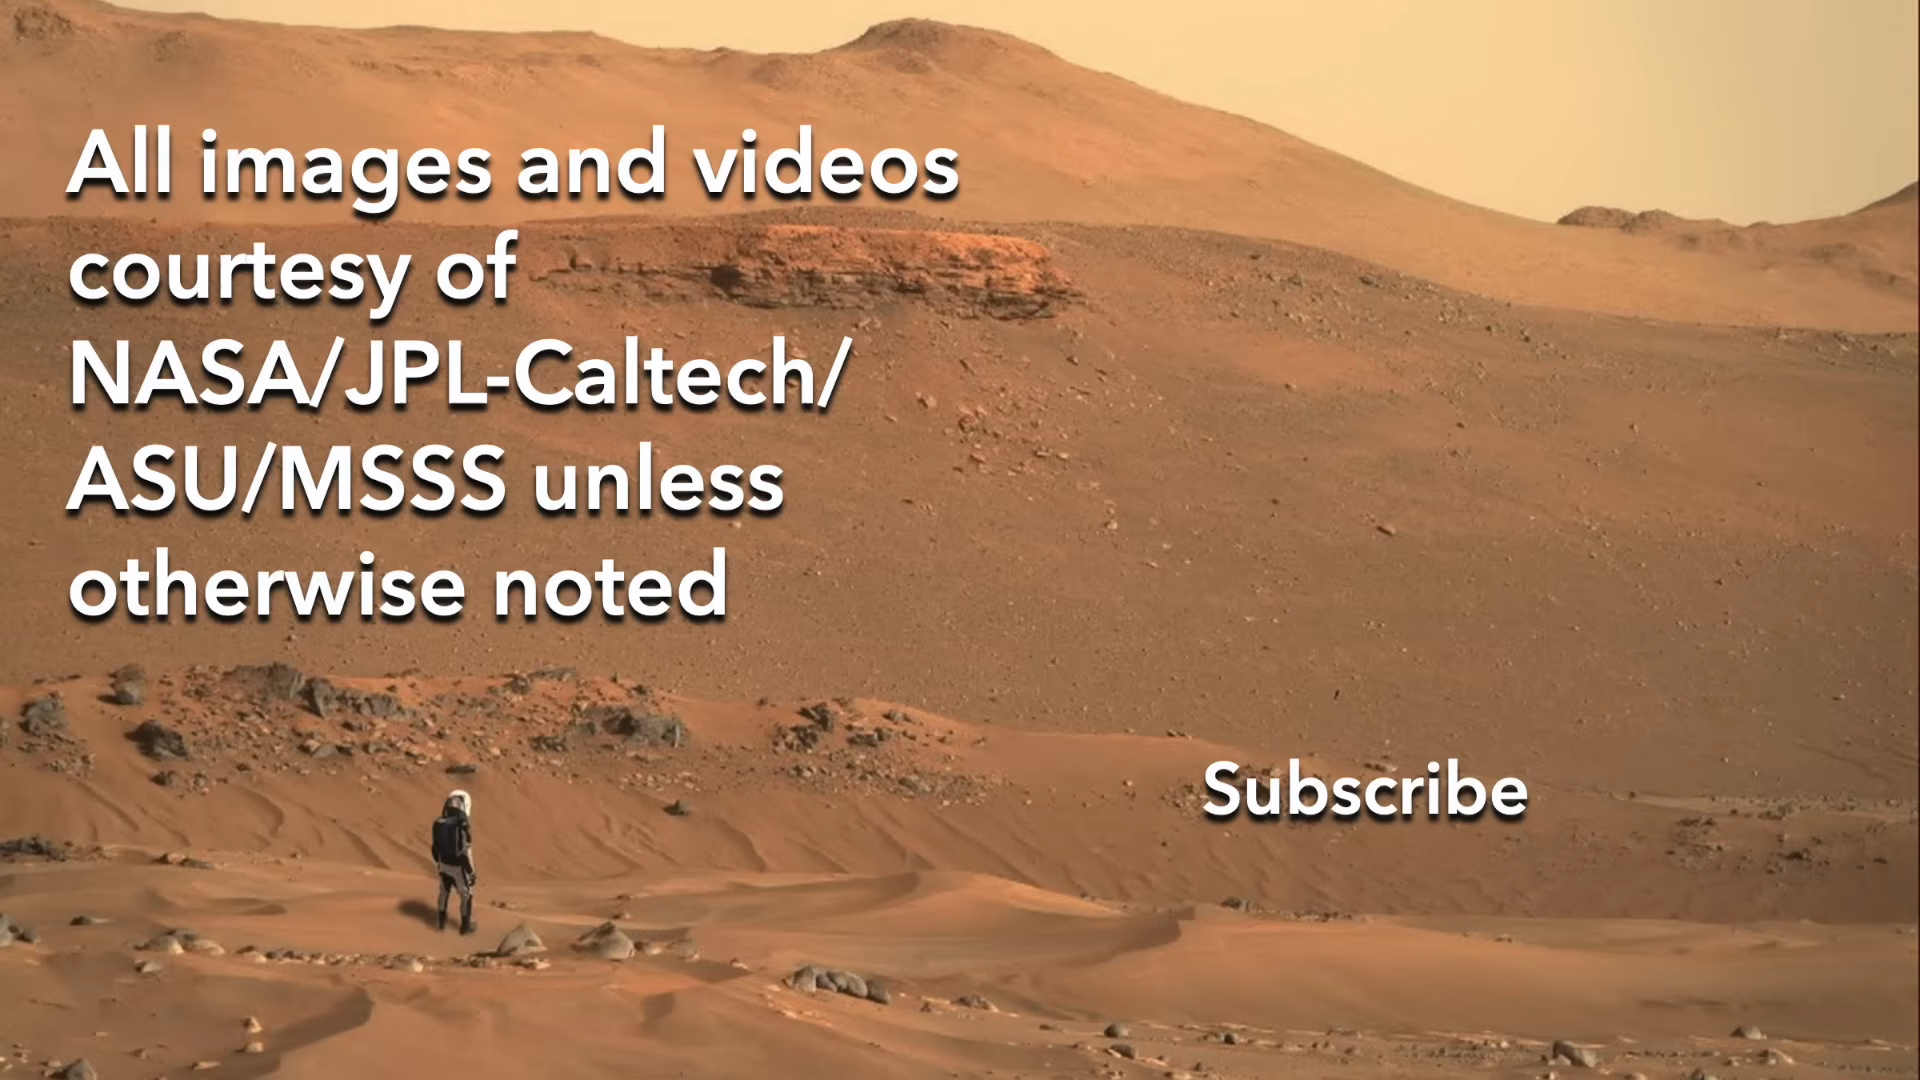 All images and videos
courtesy of
NASA/JPL-Caltech/
ASU/MSSS unless
otherwise noted
Subscribe